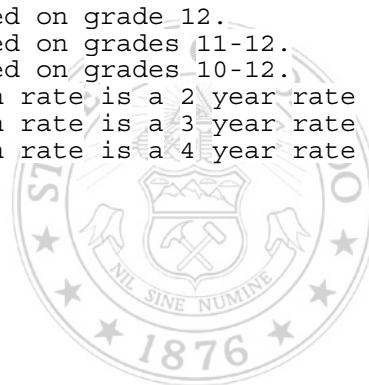 ed on grade 12.
ed on grades 11-12.
ed on grades 10-12.
n rate is a 2 year rate
n rate is a 3 year rate
n rate is a 4 year rate
NIL SINE NUMINE
1876